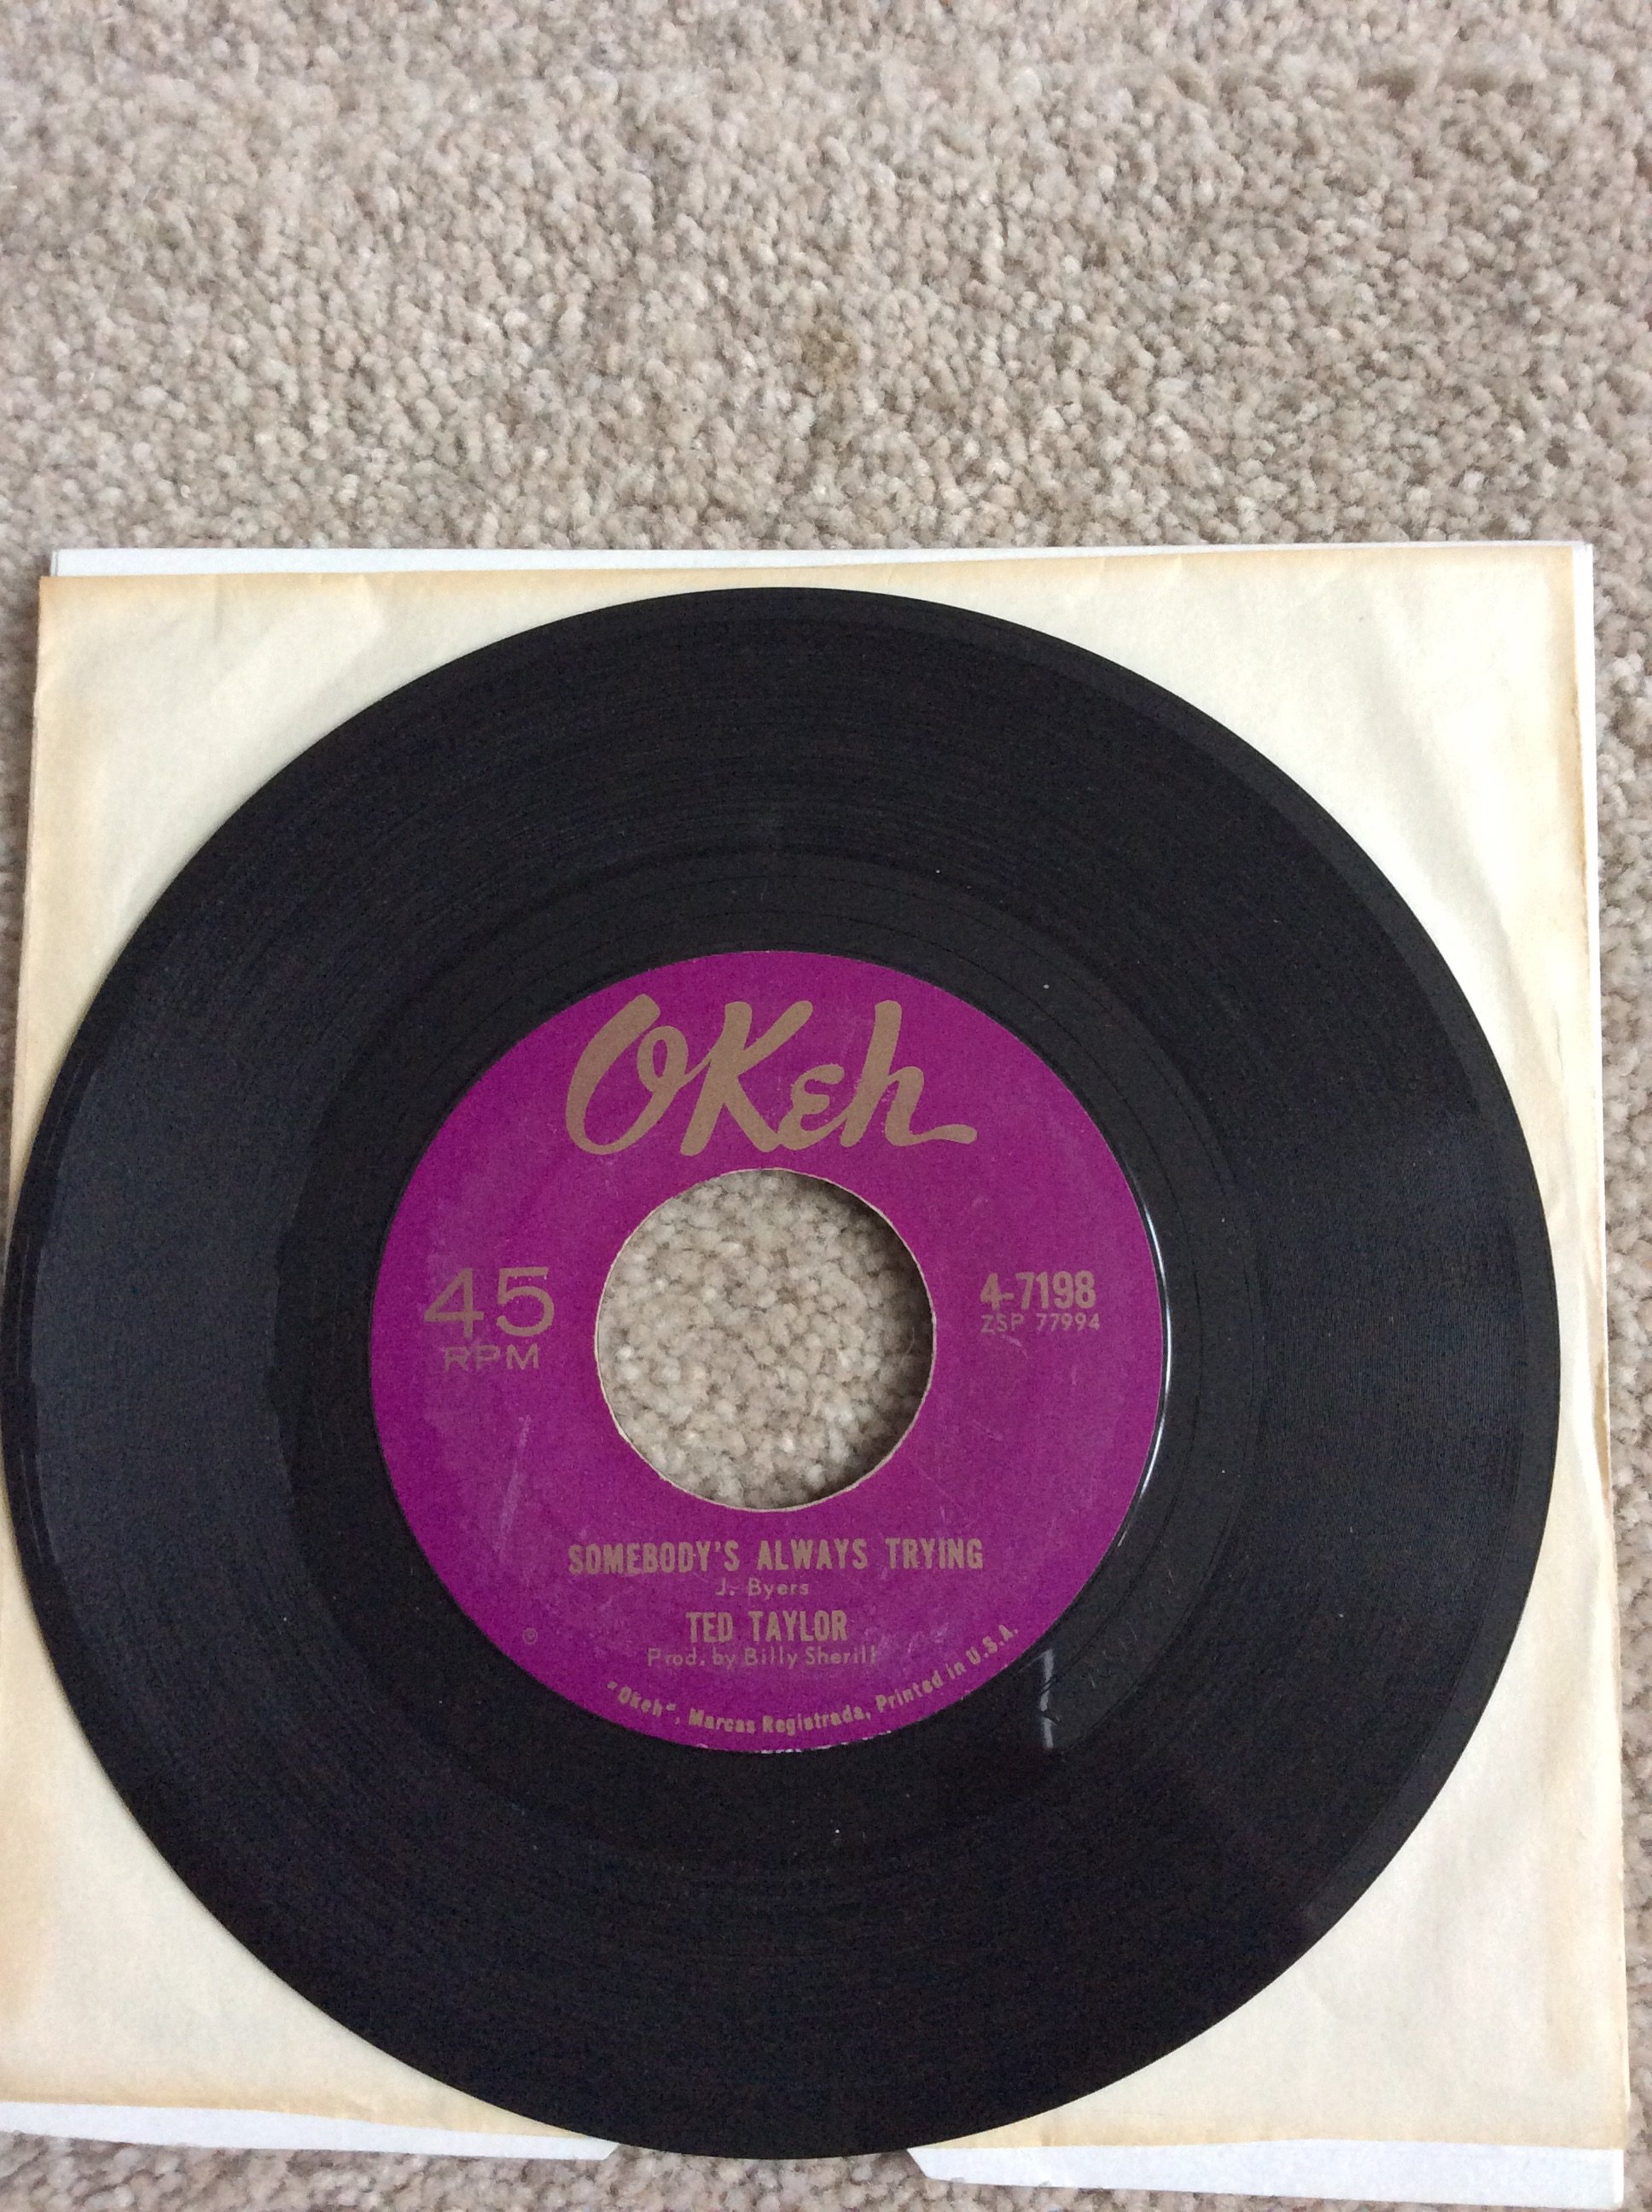 OKeh
45
RPM
4-7198
ZSP 77994
SOMEBODY'S ALWAYS TRYING
J. Byers
TED TAYLOR
Prod. by Billy Sherill
℗
"Okeh", Marcas Registrada, Printed in U.S.A.